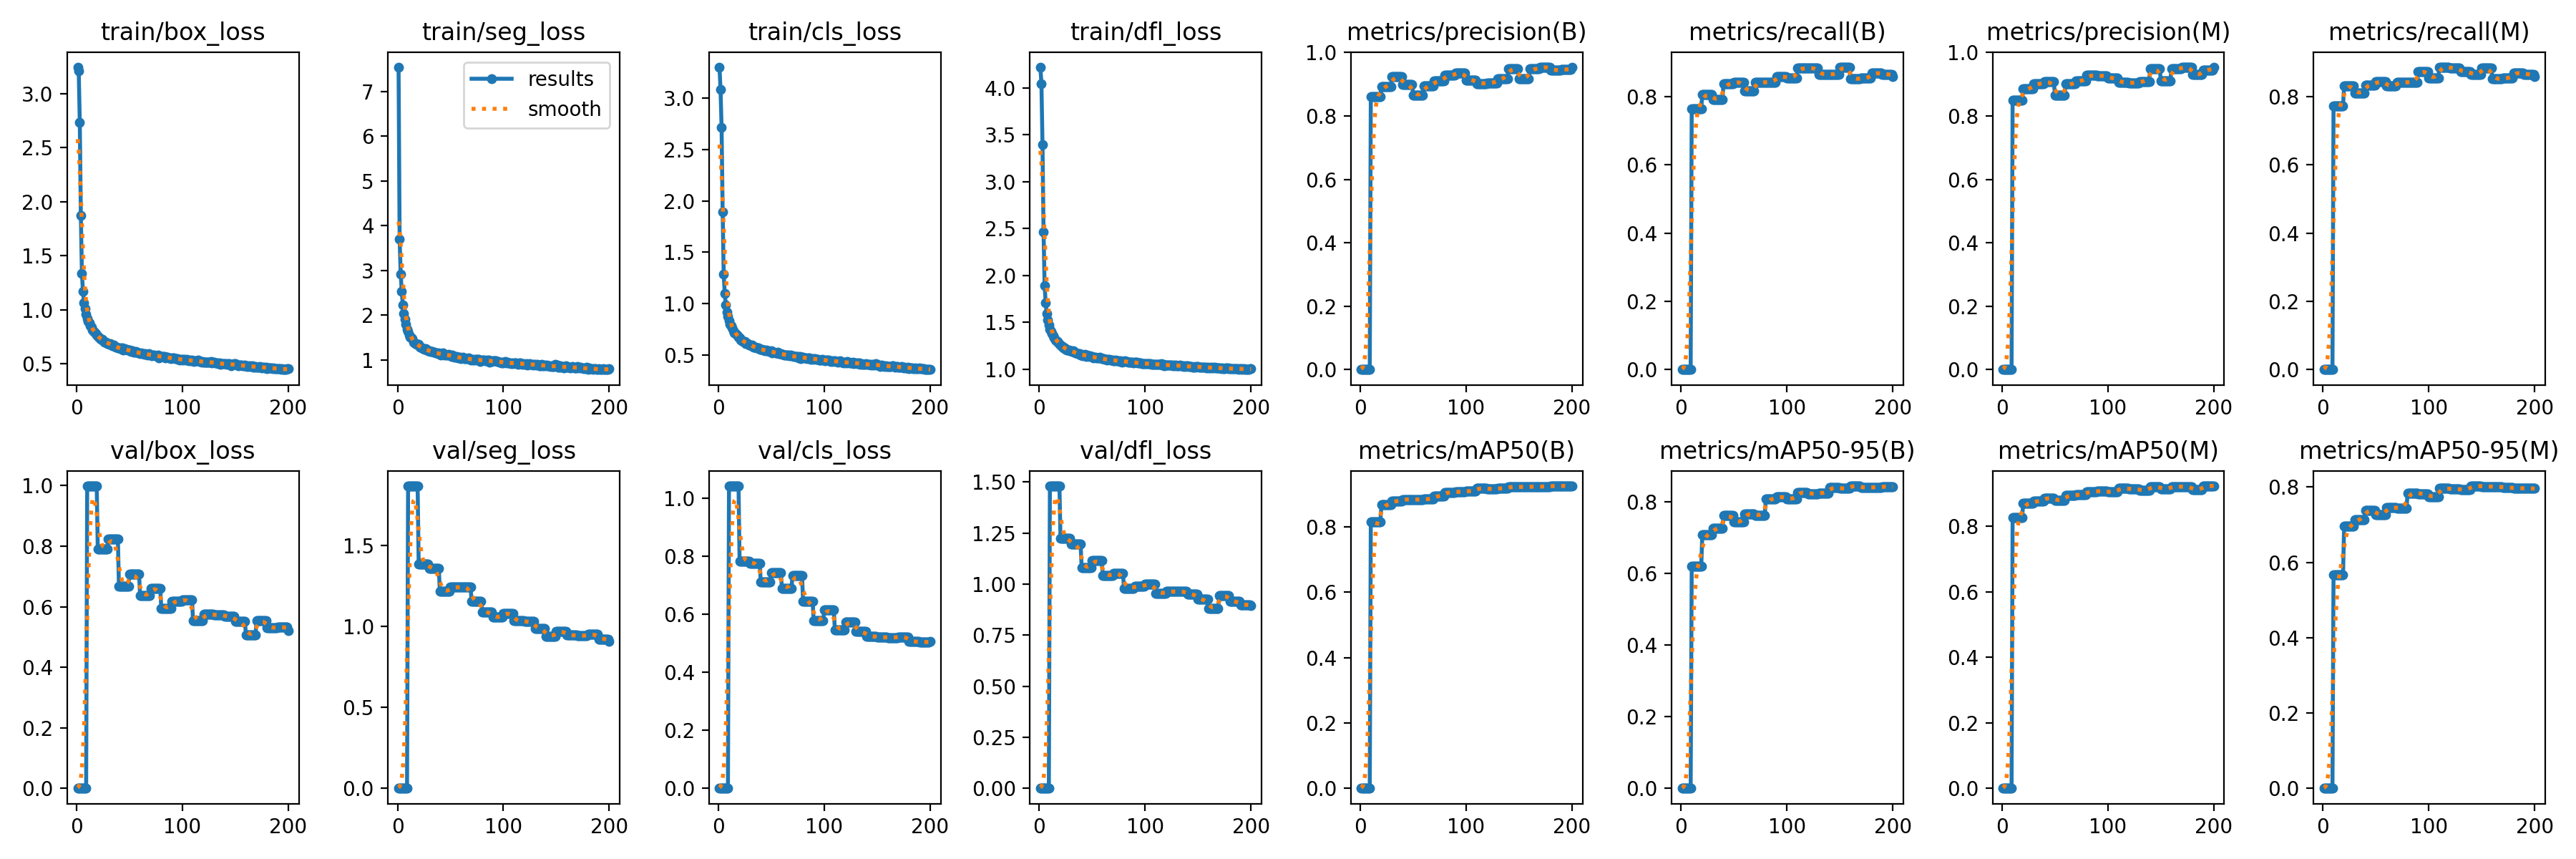 train/box_loss
3.0
2.5
2.0
1.5
1.0
0.5
0 100 200
train/seg_loss
results
smooth
7
6
5
4
3
2
1
0 100 200
train/cls_loss
3.0
2.5
2.0
1.5
1.0
0.5
0 100 200
train/dfl_loss
4.0
3.5
3.0
2.5
2.0
1.5
1.0
0 100 200
metrics/precision(B)
1.0
0.8
0.6
0.4
0.2
0.0
0 100 200
metrics/recall(B)
0.8
0.6
0.4
0.2
0.0
0 100 200
metrics/precision(M)
1.0
0.8
0.6
0.4
0.2
0.0
0 100 200
metrics/recall(M)
0.8
0.6
0.4
0.2
0.0
0 100 200
val/box_loss
1.0
0.8
0.6
0.4
0.2
0.0
0 100 200
val/seg_loss
1.5
1.0
0.5
0.0
0 100 200
val/cls_loss
1.0
0.8
0.6
0.4
0.2
0.0
0 100 200
val/dfl_loss
1.50
1.25
1.00
0.75
0.50
0.25
0.00
0 100 200
metrics/mAP50(B)
0.8
0.6
0.4
0.2
0.0
0 100 200
metrics/mAP50-95(B)
0.8
0.6
0.4
0.2
0.0
0 100 200
metrics/mAP50(M)
0.8
0.6
0.4
0.2
0.0
0 100 200
metrics/mAP50-95(M)
0.8
0.6
0.4
0.2
0.0
0 100 200